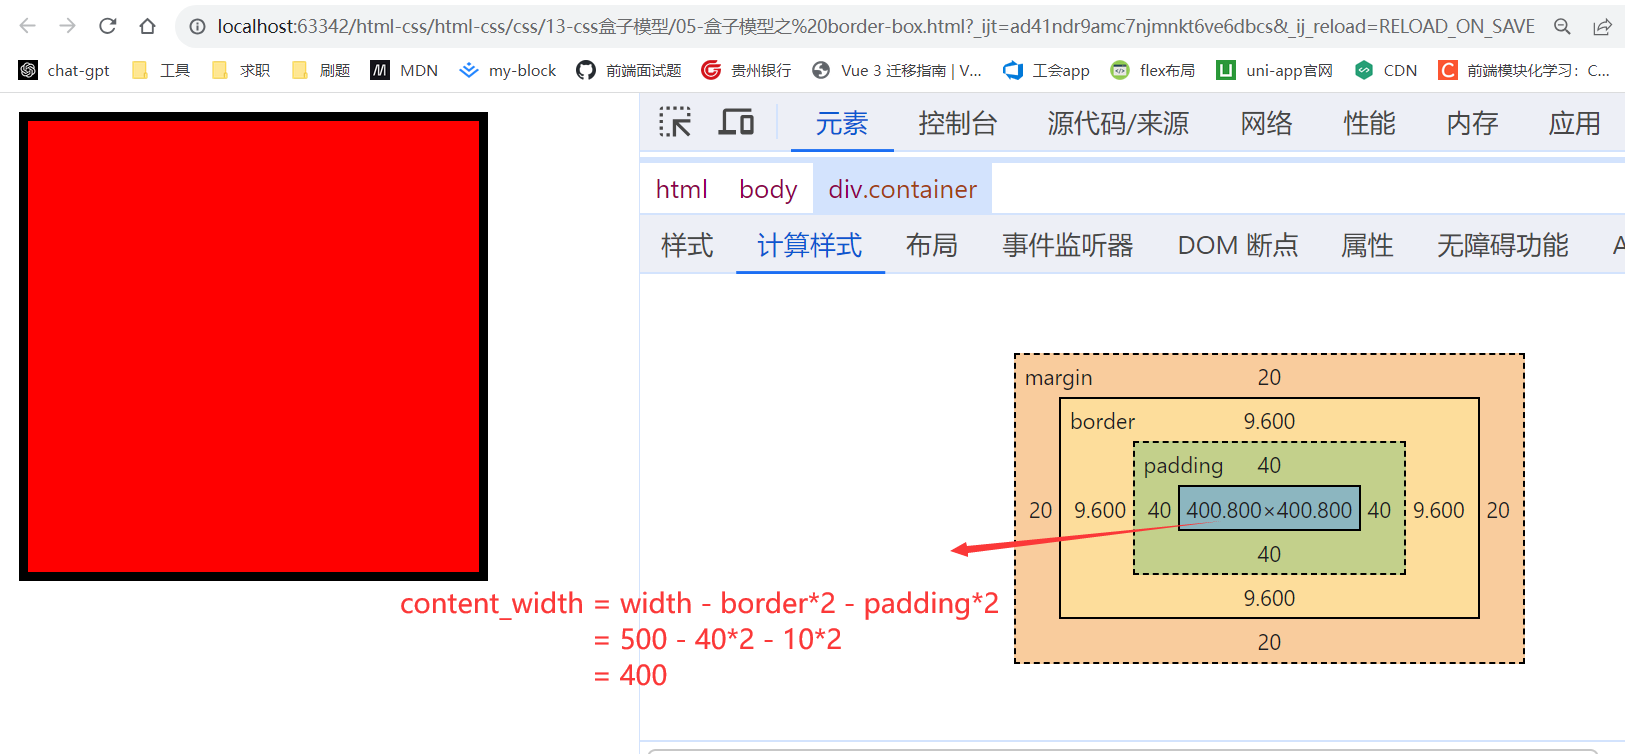 localhost:63342/html-css/html-css/css/13-css盒子模型/05-盒子模型之%20border-box.html?_ijt=ad41ndr9amc7njmnkt6ve6dbcs&_ij_reload=RELOAD_ON_SAVE
chat-gpt 工具 求职 刷题 MDN my-block 前端面试题 贵州银行 Vue 3 迁移指南 | V... 工会app flex布局 uni-app官网 CDN 前端模块化学习：C...
元素 控制台 源代码/来源 网络 性能 内存 应用
html body div.container
样式 计算样式 布局 事件监听器 DOM 断点 属性 无障碍功能
margin 20
border 9.600
padding 40
20 9.600 40 400.800×400.800 40 9.600 20
40
9.600
20
content_width = width - border*2 - padding*2
= 500 - 40*2 - 10*2
= 400